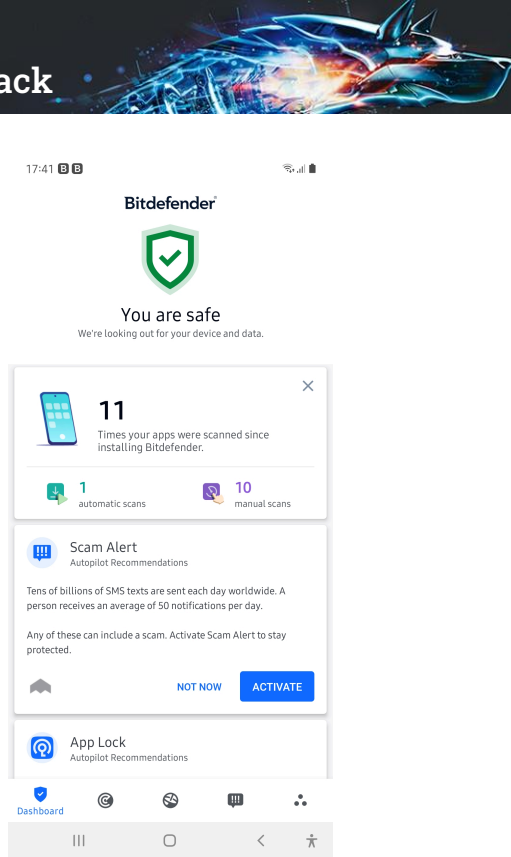 ack
17:41 B B
Bitdefender
You are safe
We're looking out for your device and data.
11
Times your apps were scanned since
installing Bitdefender.
1
automatic scans
10
manual scans
Scam Alert
Autopilot Recommendations
Tens of billions of SMS texts are sent each day worldwide. A
person receives an average of 50 notifications per day.
Any of these can include a scam. Activate Scam Alert to stay
protected.
NOT NOW
ACTIVATE
App Lock
Autopilot Recommendations
Dashboard